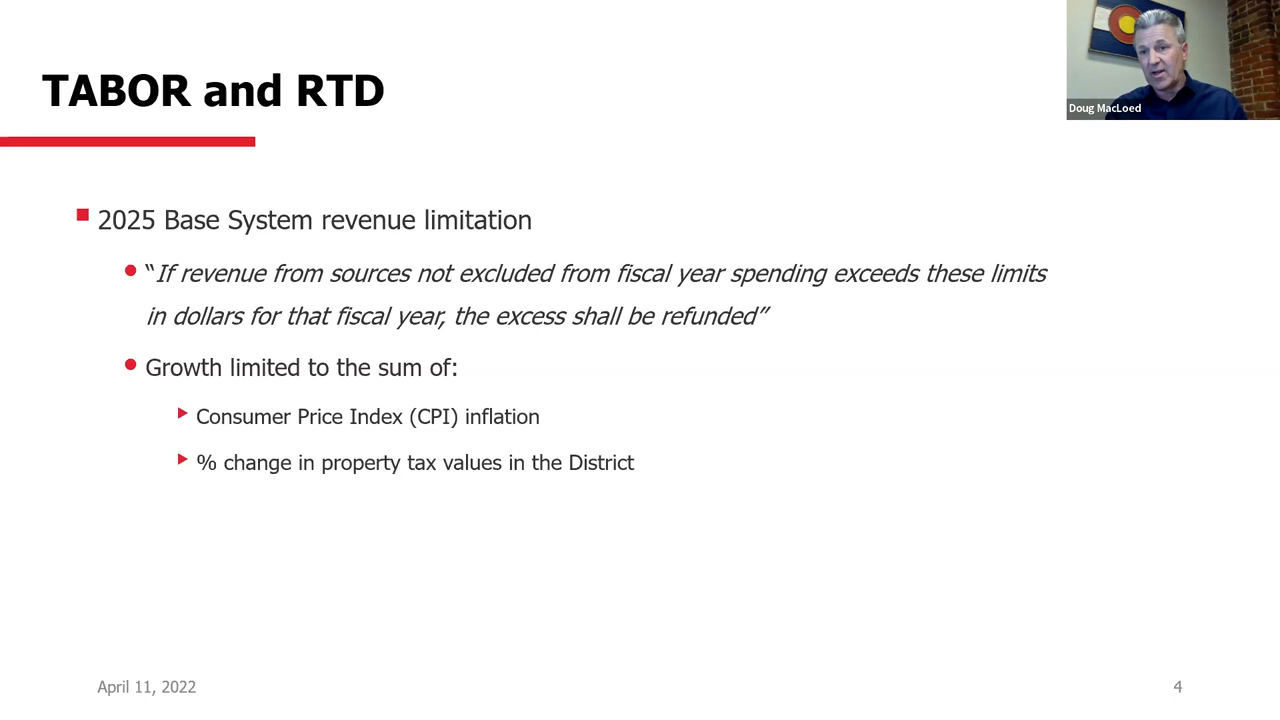 TABOR and RTD
Doug MacLoed
2025 Base System revenue limitation
“If revenue from sources not excluded from fiscal year spending exceeds these limits
in dollars for that fiscal year, the excess shall be refunded”
Growth limited to the sum of:
Consumer Price Index (CPI) inflation
% change in property tax values in the District
April 11, 2022
4